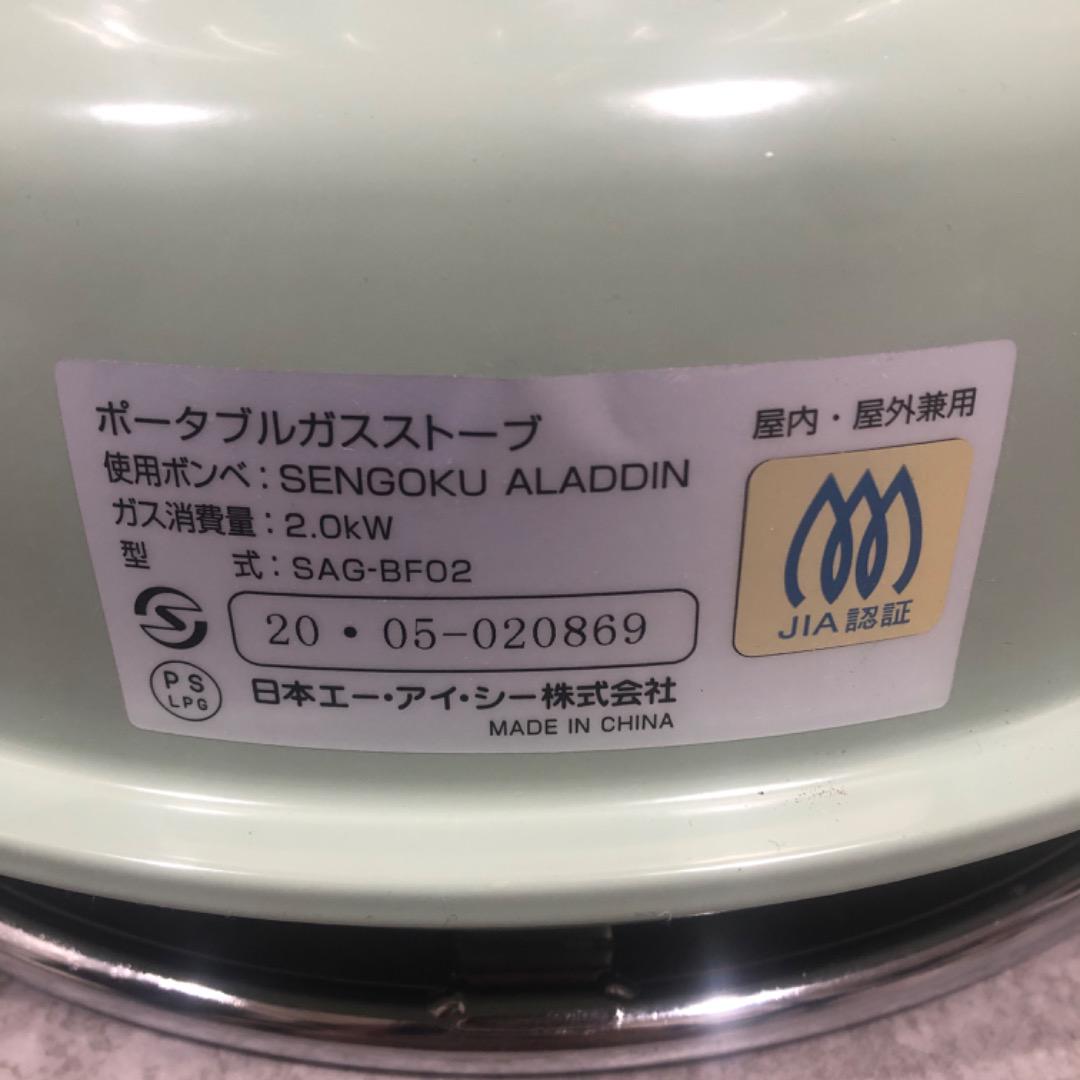 ポータブルガスストーブ
屋内・屋外兼用
使用ボンベ：SENGOKU ALADDIN
ガス消費量：2.0kW
型 式：SAG-BF02
20・05-020869
JIA認証
PS
LPG
日本エー・アイ・シー株式会社
MADE IN CHINA